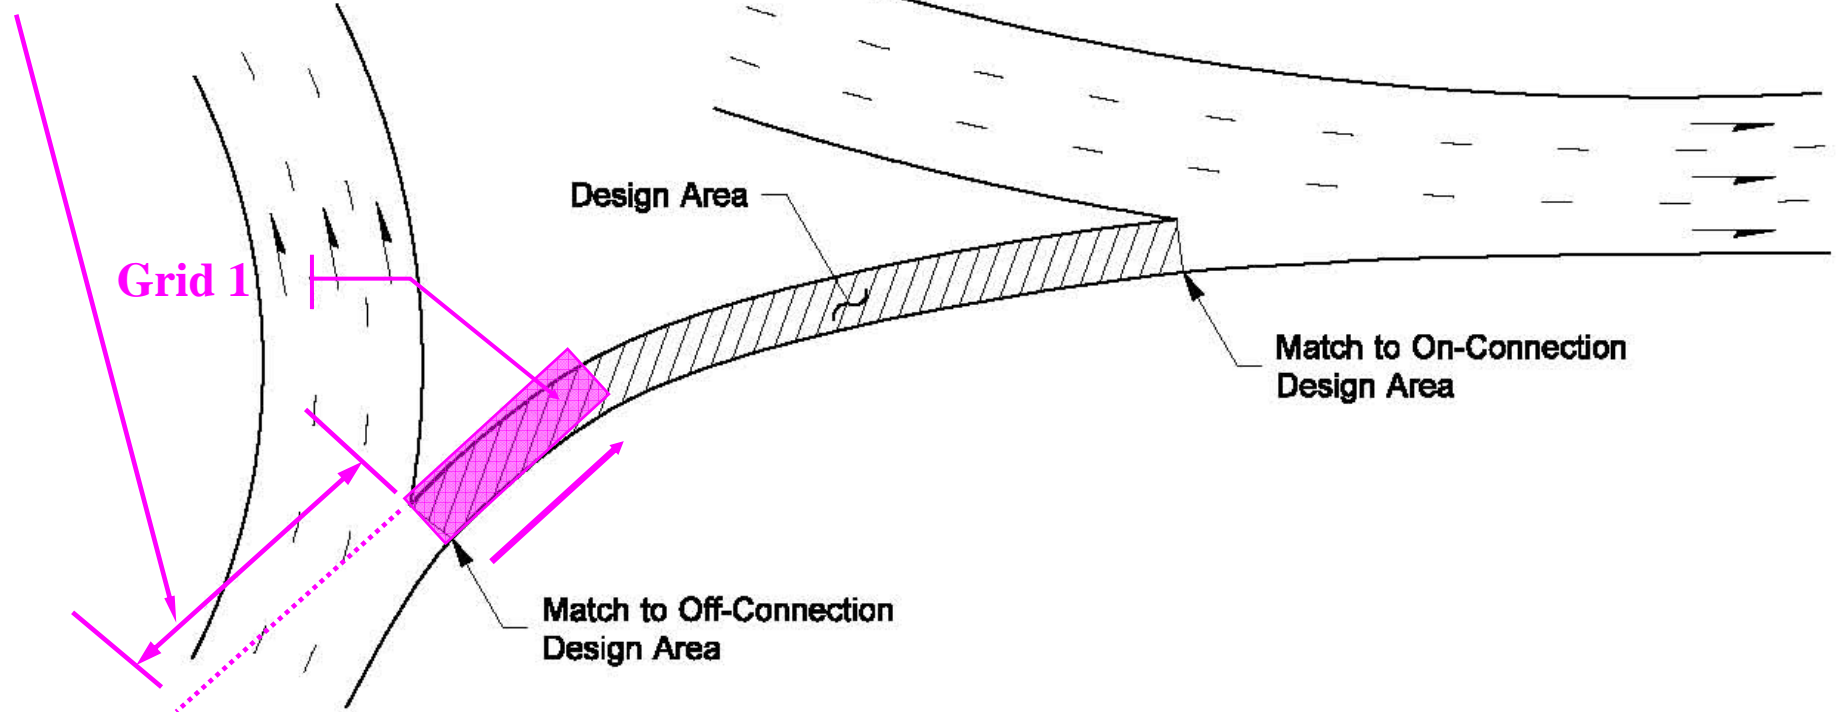 Design Area
Grid 1
Match to On-Connection
Design Area
Match to Off-Connection
Design Area